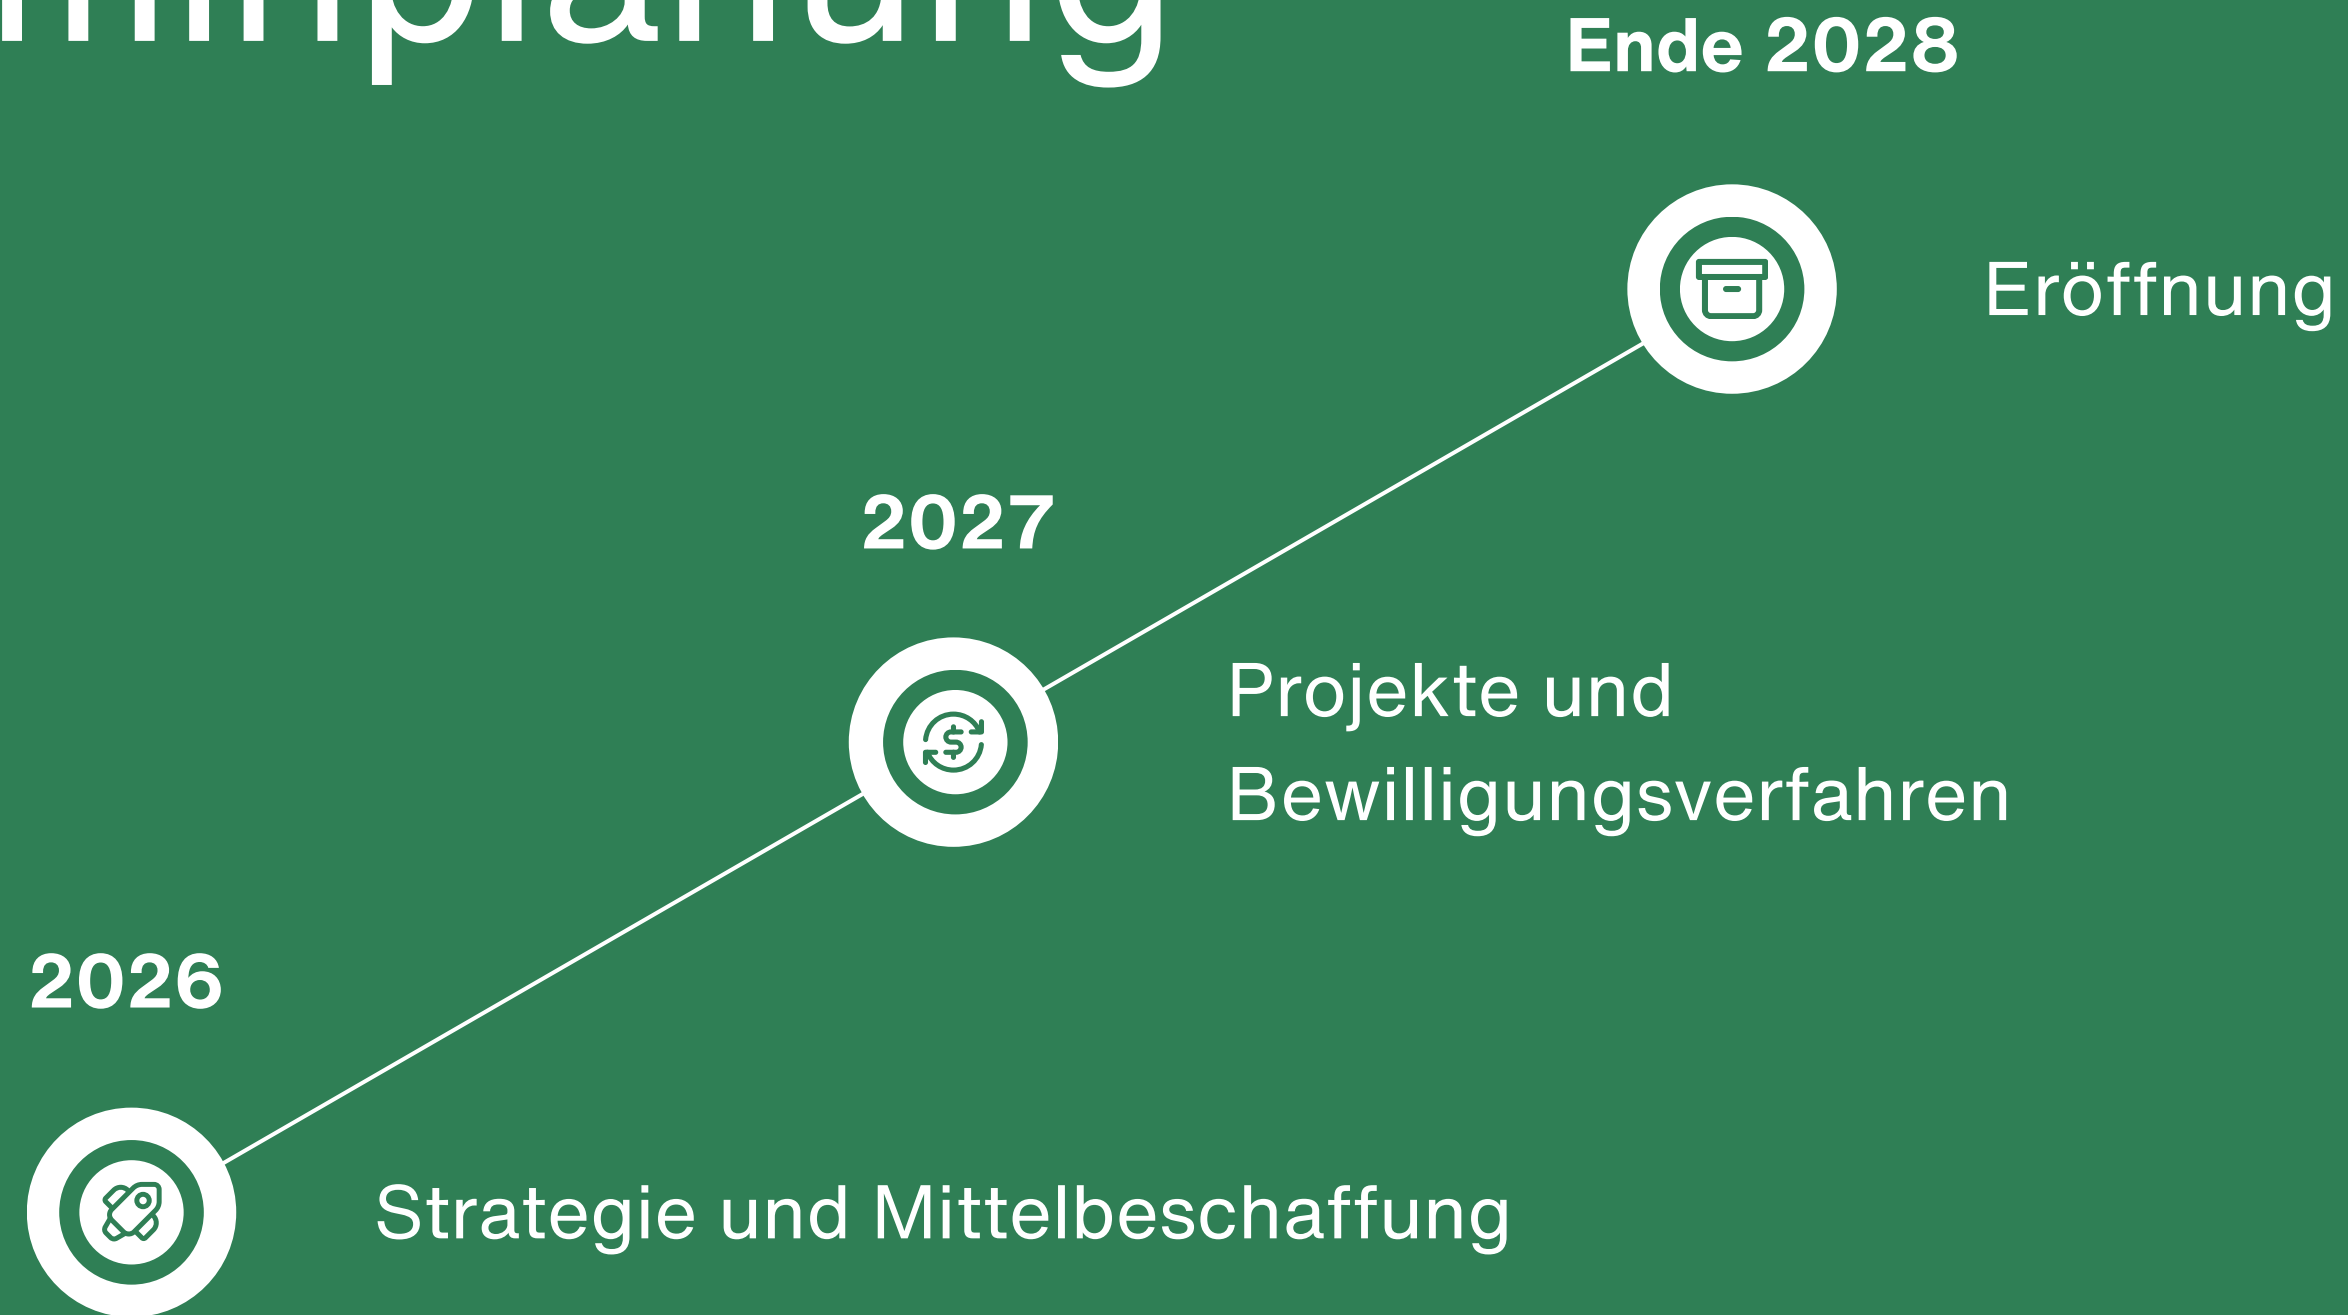 Ende 2028
Eröffnung
2027
Projekte und
Bewilligungsverfahren
2026
Strategie und Mittelbeschaffung